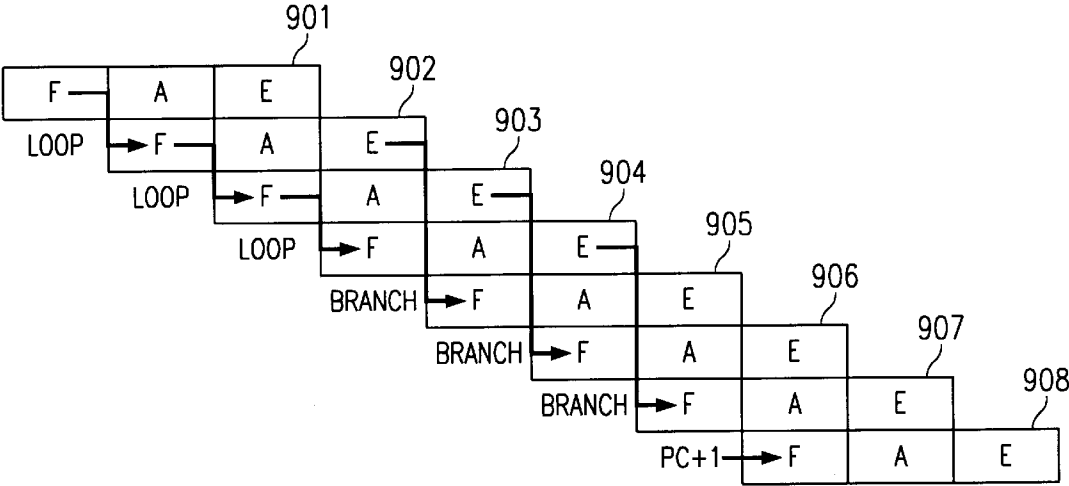 901
F A E
902
LOOP F A E
903
LOOP F A E
904
LOOP F A E
905
BRANCH F A E
906
BRANCH F A E
907
BRANCH F A E
908
PC+1 F A E